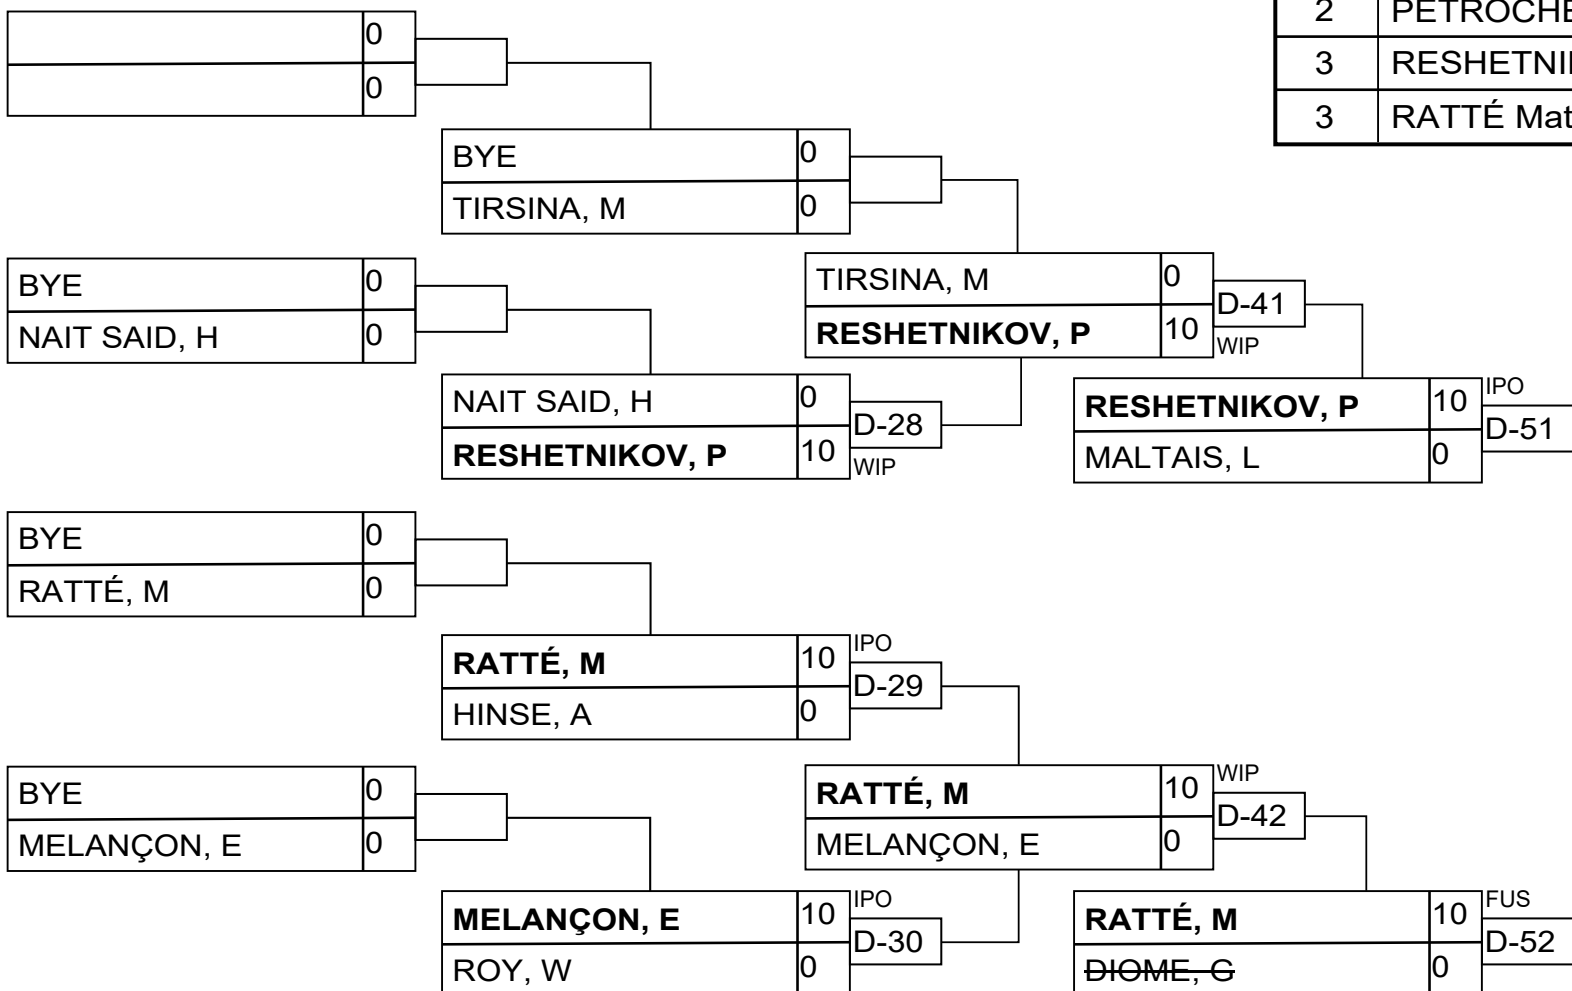 0
0
2
3 RESHETNI
3 RATTÉ Mat
BYE 0
TIRSINA, M 0
BYE 0
NAIT SAID, H 0
TIRSINA, M 0
D-41
RESHETNIKOV, P 10
WIP
NAIT SAID, H 0
D-28
RESHETNIKOV, P 10
WIP
RESHETNIKOV, P 10
IPO
D-51
MALTAIS, L 0
BYE 0
RATTÉ, M 0
RATTÉ, M 10
IPO
D-29
HINSE, A 0
BYE 0
MELANÇON, E 0
RATTÉ, M 10
WIP
D-42
MELANÇON, E 0
MELANÇON, E 10
IPO
D-30
ROY, W 0
RATTÉ, M 10
FUS
D-52
DIOME, G 0